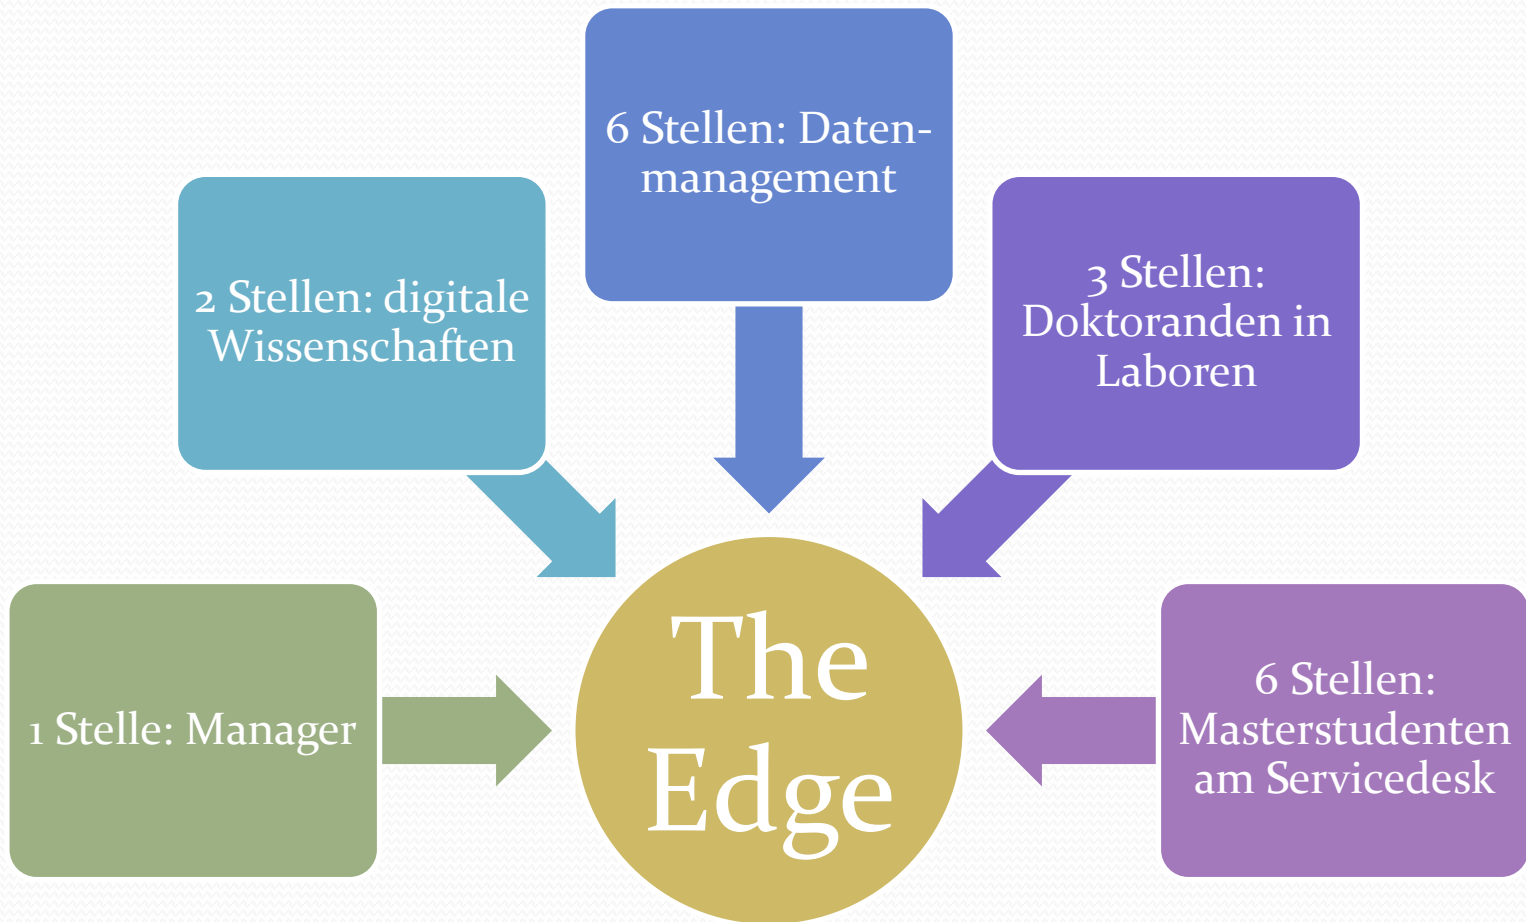 1 Stelle: Manager
2 Stellen: digitale
Wissenschaften
6 Stellen: Daten-
management
3 Stellen:
Doktoranden in
Laboren
6 Stellen:
Masterstudenten
am Servicedesk
The
Edge